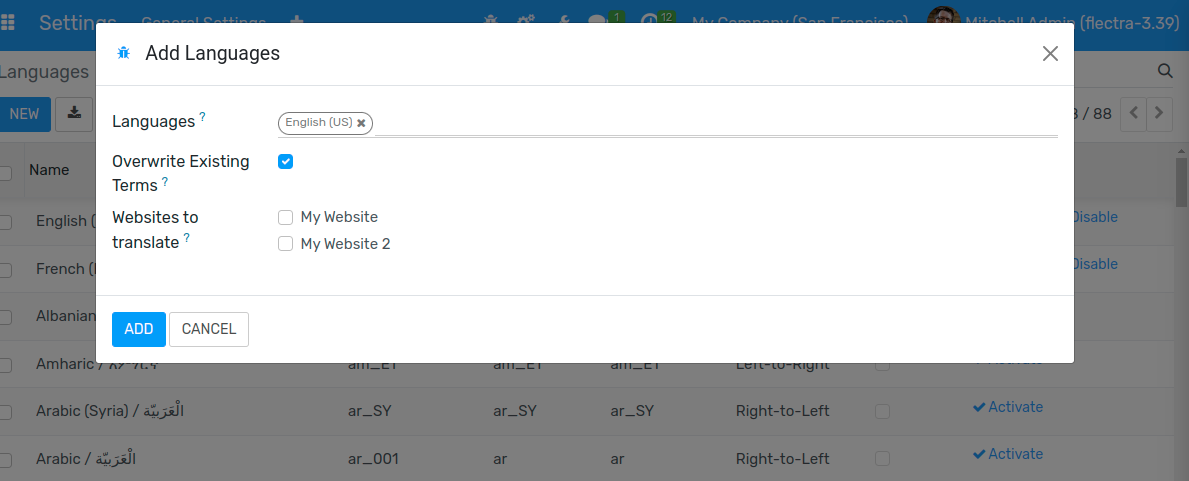 Settings General Settings 1 12 My Company (San Francisco) Mitchell Admin (flectra-3.39)
Add Languages
Languages
NEW
/ 88
Languages ?
English (US)
Overwrite Existing
Terms ?
Websites to
translate ?
My Website
My Website 2
ADD CANCEL
Name
English (
Disable
French (
Disable
Albanian
Amharic / am_ET am_ET am_ET Left-to-Right Activate
Arabic (Syria) / الْعَرَبيّة ar_SY ar_SY ar_SY Right-to-Left Activate
Arabic / الْعَرَبيّة ar_001 ar ar Right-to-Left Activate